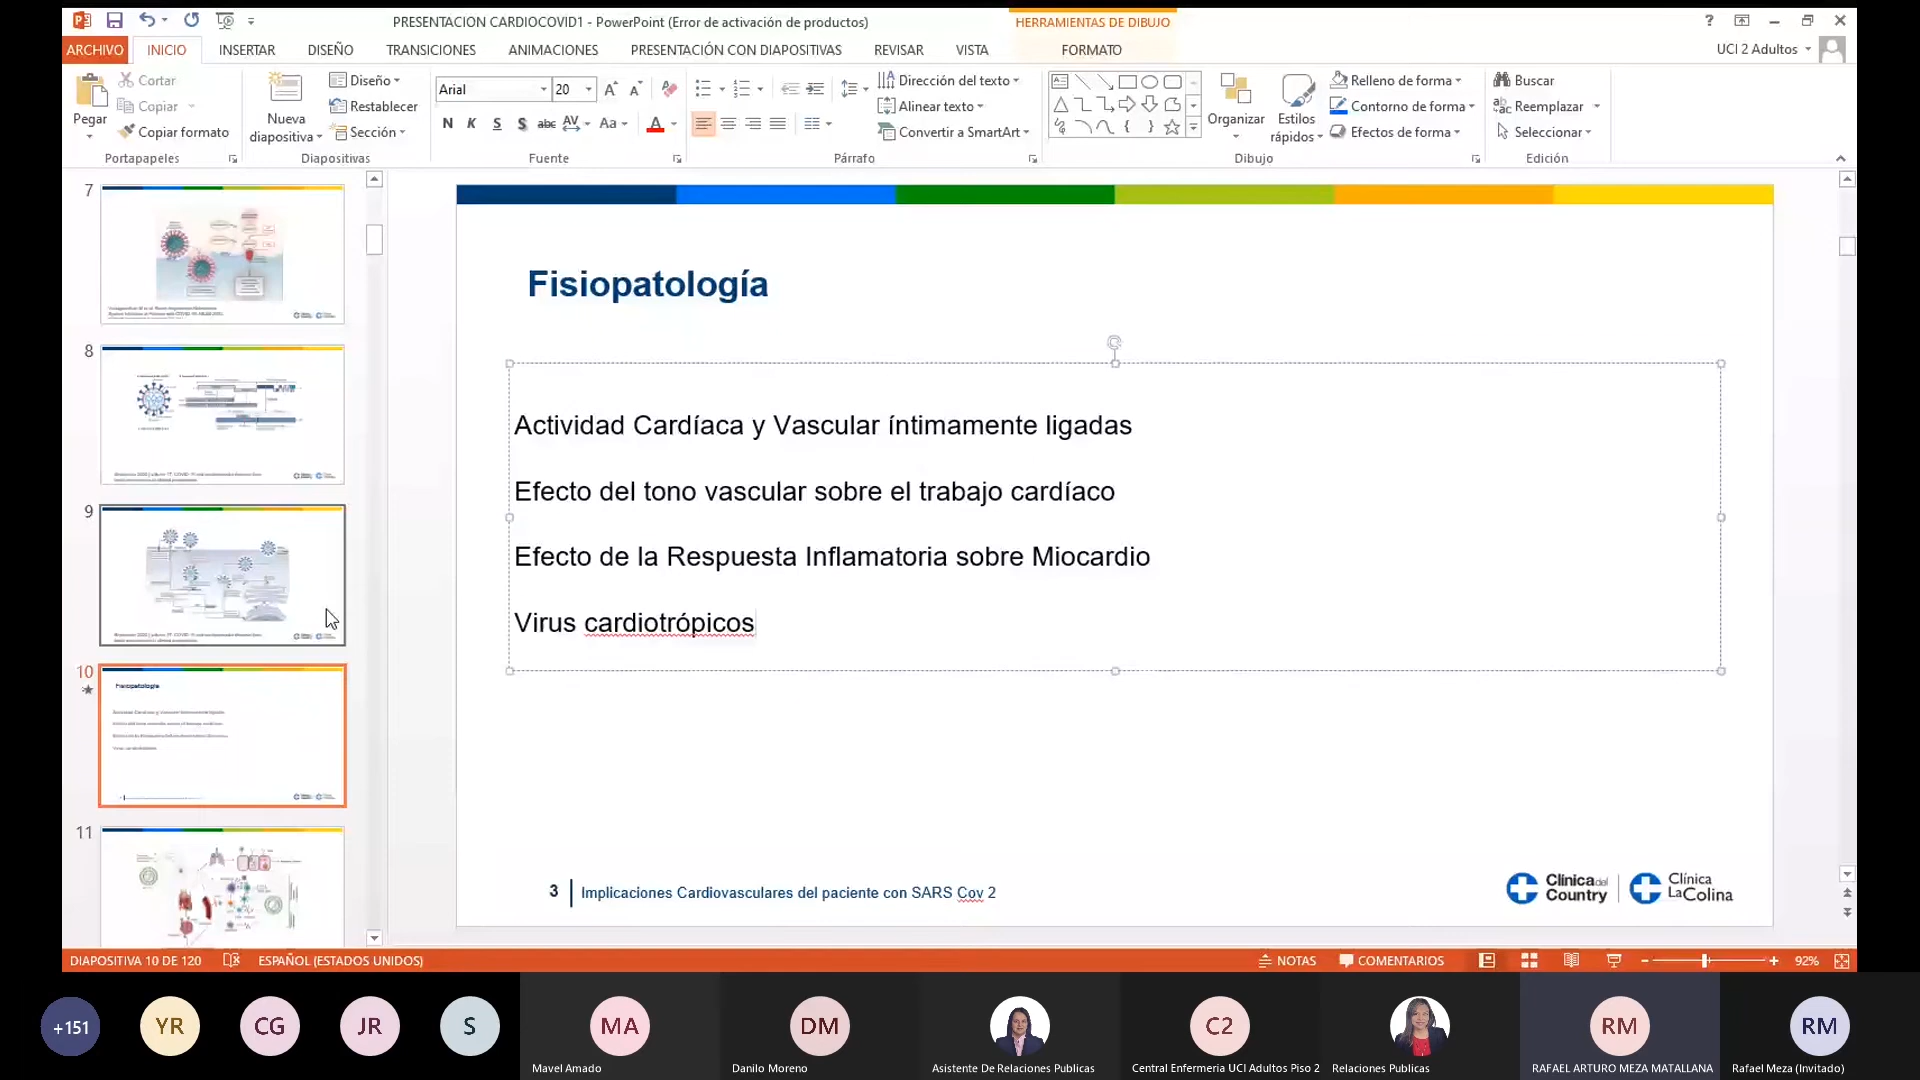 PRESENTACION CARDIOCOVID1 - PowerPoint (Error de activación de productos)
HERRAMIENTAS DE DIBUJO
ARCHIVO INICIO INSERTAR DISEÑO TRANSICIONES ANIMACIONES PRESENTACIÓN CON DIAPOSITIVAS REVISAR VISTA FORMATO UCI 2 Adultos
Pegar
Cortar
Copiar
Copiar formato
Portapapeles
Nueva diapositiva
Diseño
Restablecer
Sección
Diapositivas
Arial 20
N K S S abc AV Aa A
Fuente
Dirección del texto
Alinear texto
Convertir a SmartArt
Párrafo
Organizar
Estilos rápidos
Relleno de forma
Contorno de forma
Efectos de forma
Dibujo
Buscar
Reemplazar
Seleccionar
Edición
7
8
9
10
Fisiopatología
11
Fisiopatología
Actividad Cardíaca y Vascular íntimamente ligadas
Efecto del tono vascular sobre el trabajo cardíaco
Efecto de la Respuesta Inflamatoria sobre Miocardio
Virus cardiotrópicos
3 Implicaciones Cardiovasculares del paciente con SARS Cov 2
Clínica del Country
Clínica LaColina
DIAPOSITIVA 10 DE 120 ESPAÑOL (ESTADOS UNIDOS) NOTAS COMENTARIOS 92%
+151 YR CG JR S MA DM C2 RM RM
Mavel Amado Danilo Moreno Asistente De Relaciones Publicas Central Enfermeria UCI Adultos Piso 2 Relaciones Publicas RAFAEL ARTURO MEZA MATALLANA Rafael Meza (Invitado)